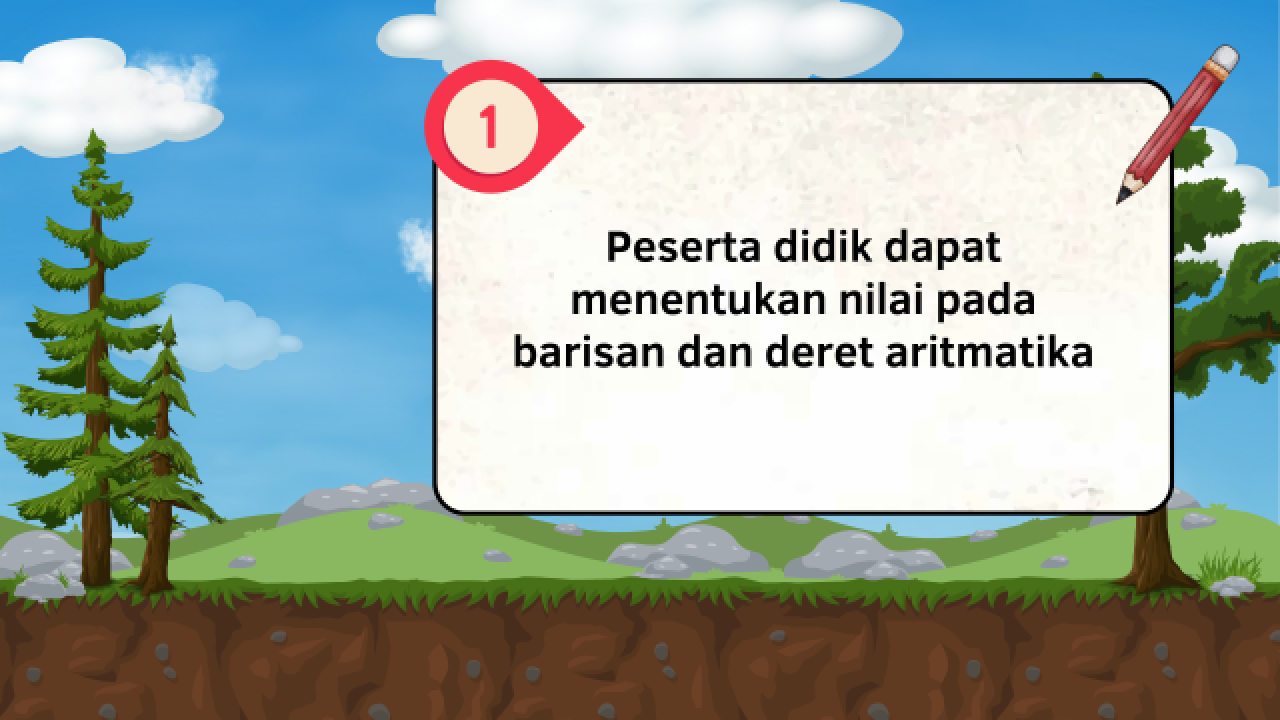 1
Peserta didik dapat
menentukan nilai pada
barisan dan deret aritmatika